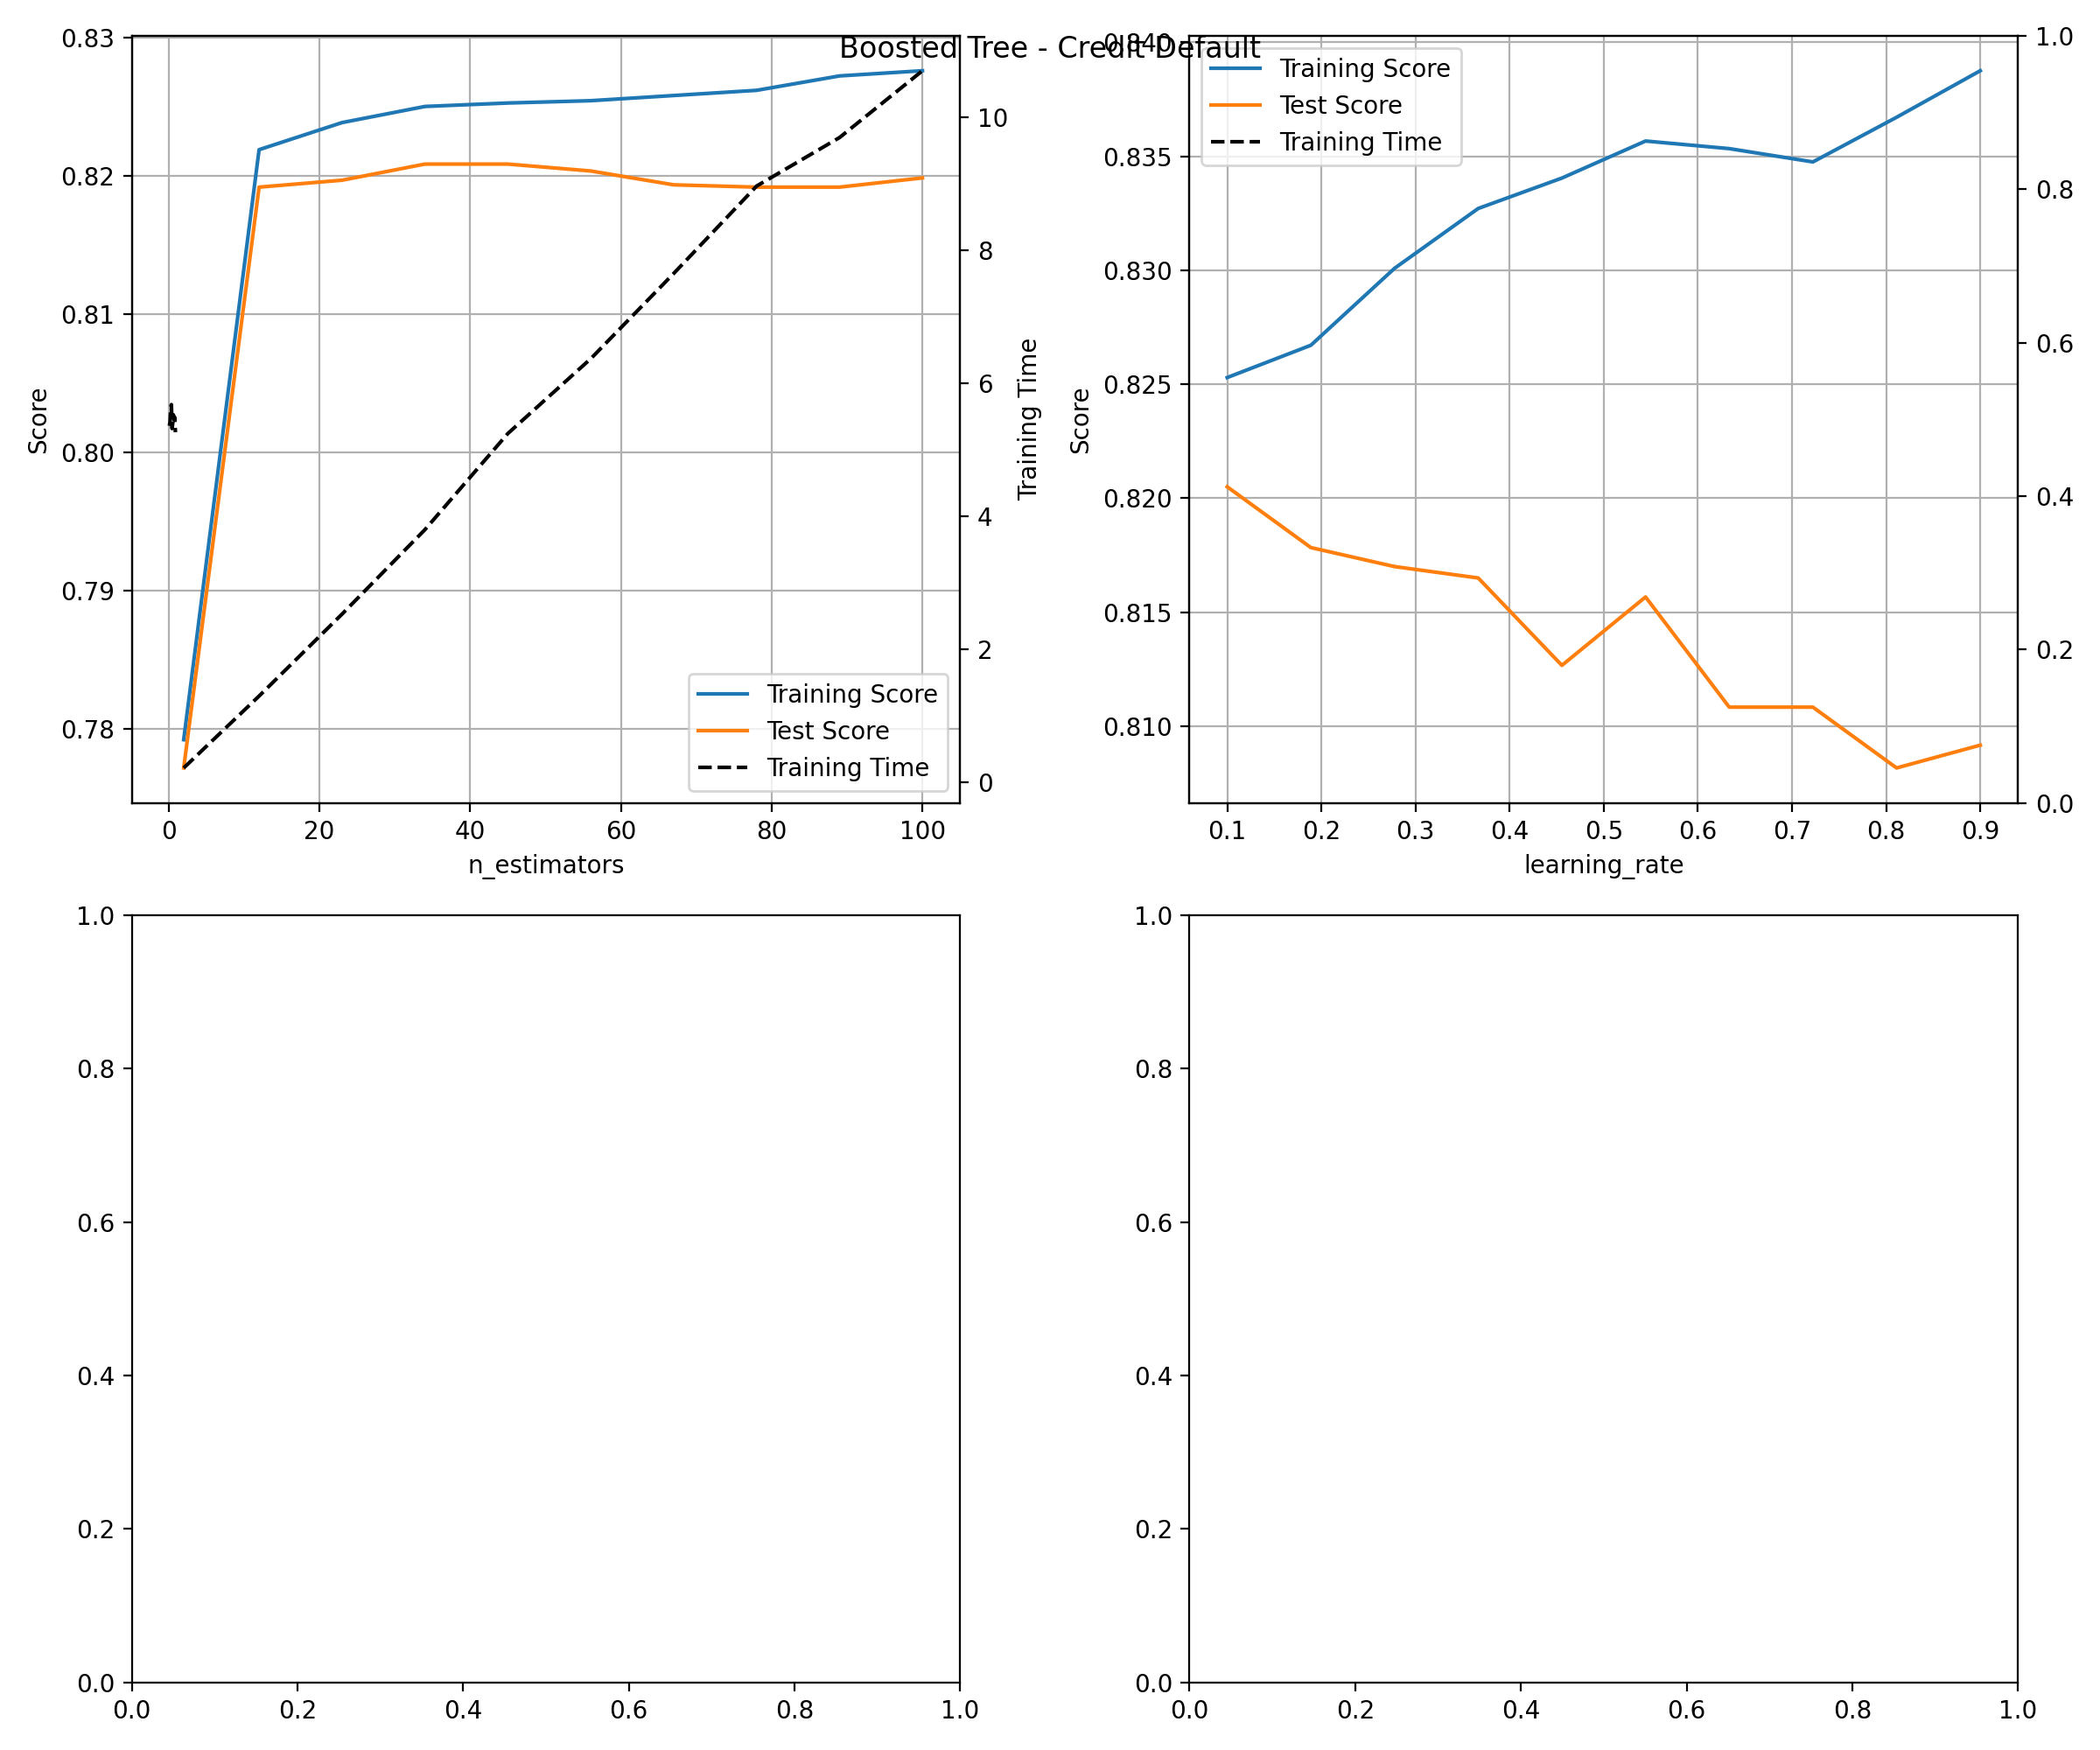 Boosted Tree - Credit Default
0.83
0.82
0.81
0.80
0.79
0.78
Score
10
8
6
4
2
0
Training Time
Training Score
Test Score
Training Time
0 20 40 60 80 100
n_estimators
0.840
0.835
0.830
0.825
0.820
0.815
0.810
Score
Training Score
Test Score
Training Time
1.0
0.8
0.6
0.4
0.2
0.0
0.1 0.2 0.3 0.4 0.5 0.6 0.7 0.8 0.9
learning_rate
1.0
0.8
0.6
0.4
0.2
0.0
0.0 0.2 0.4 0.6 0.8 1.0
1.0
0.8
0.6
0.4
0.2
0.0
0.0 0.2 0.4 0.6 0.8 1.0